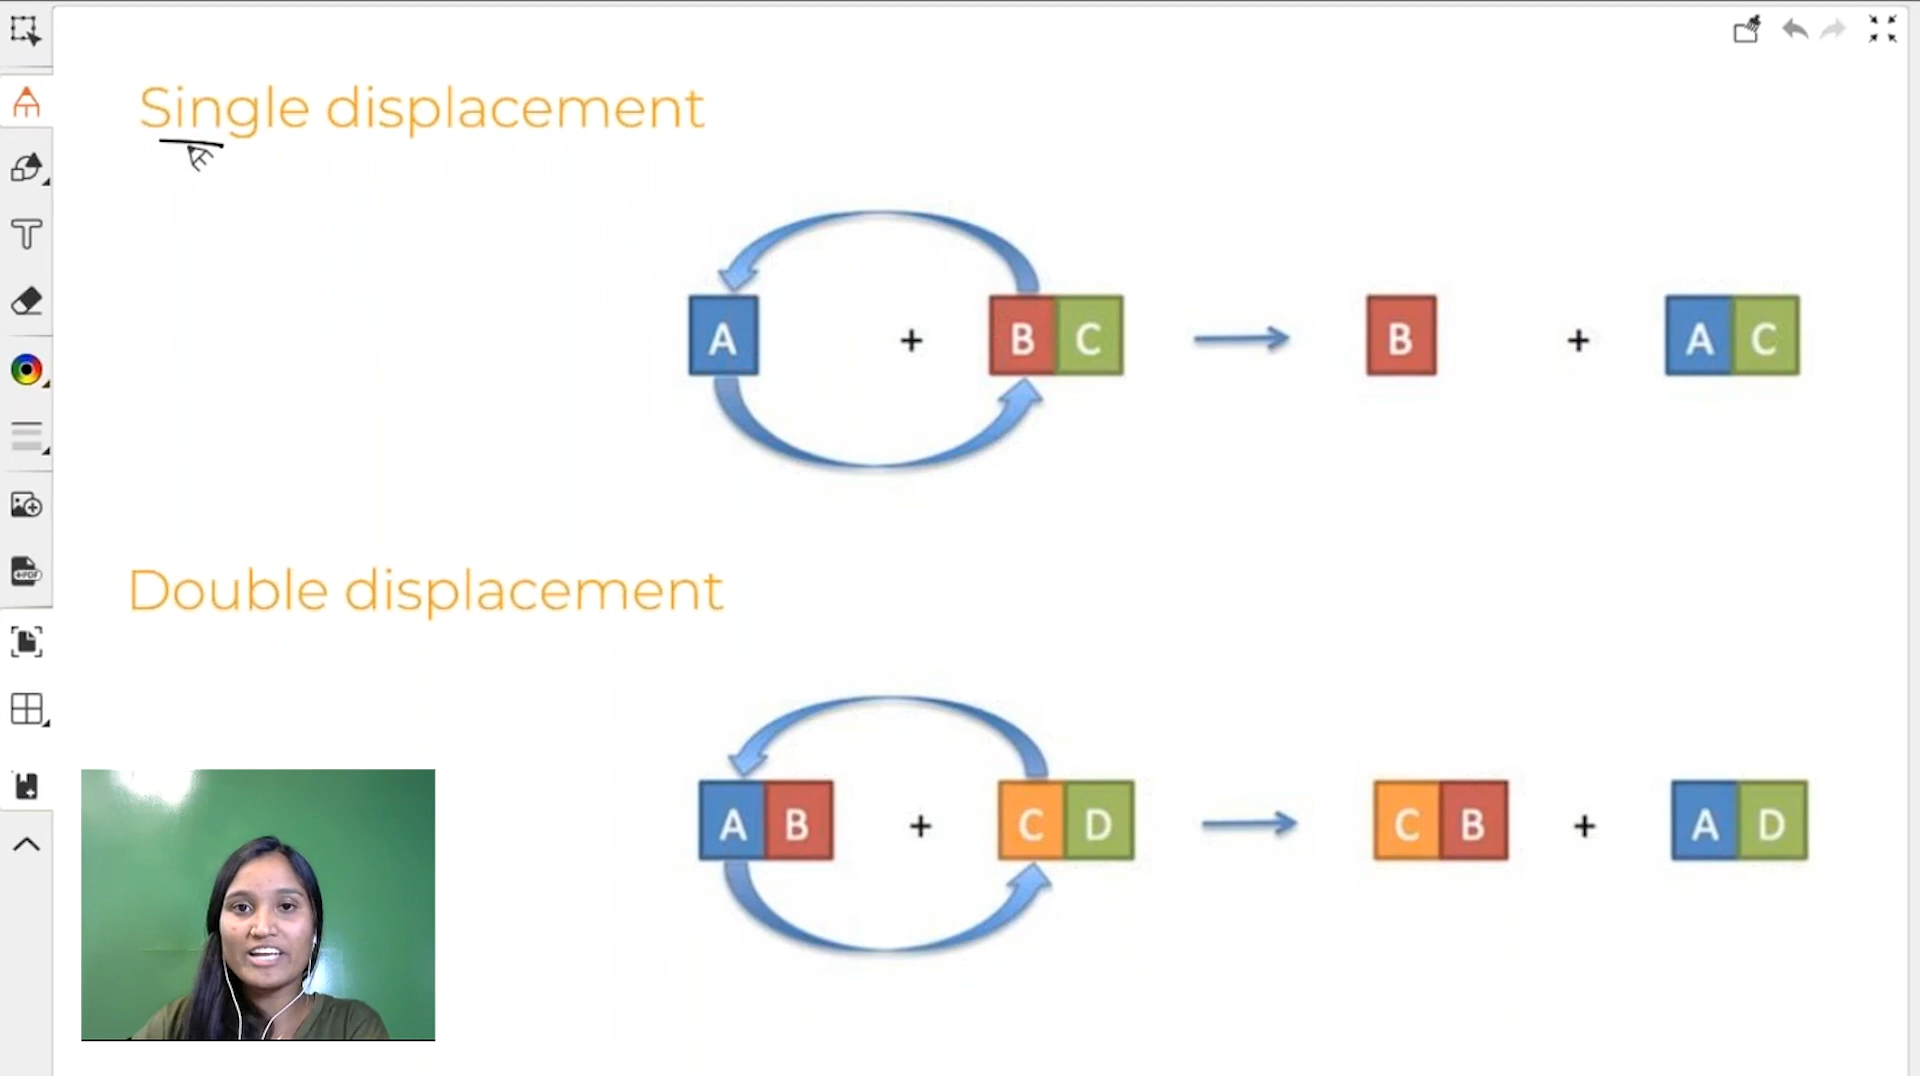 Single displacement
A + B C → B + A C
Double displacement
A B + C D → C B + A D